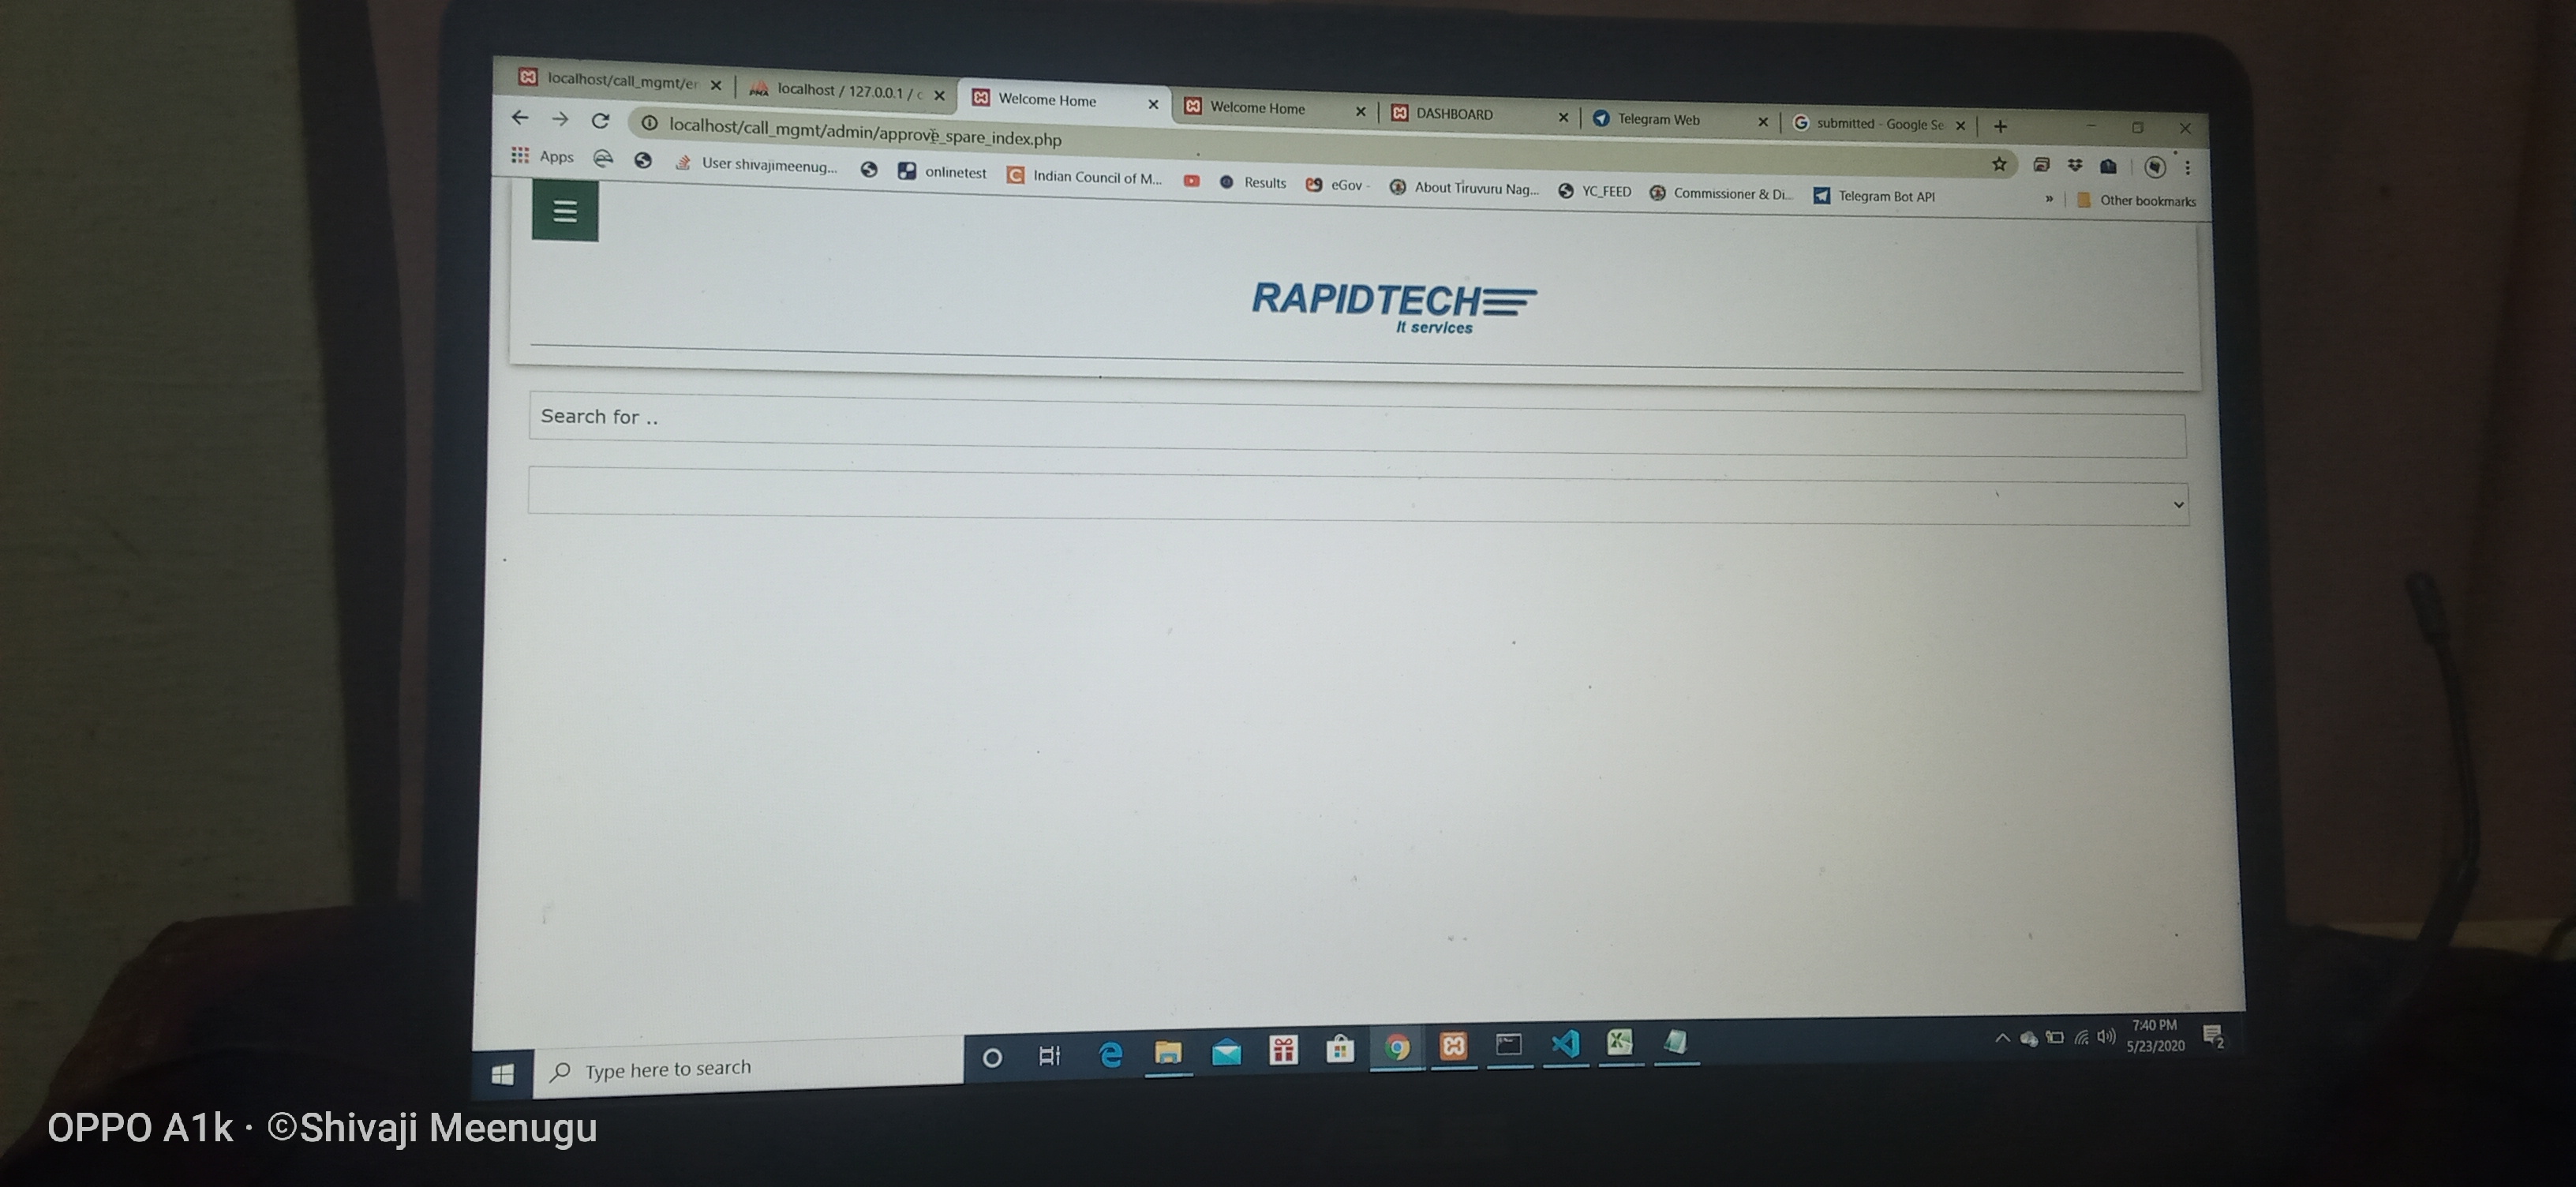 localhost/call_mgmt/er
localhost / 127.0.0.1 / c
Welcome Home
Welcome Home
DASHBOARD
Telegram Web
submitted - Google Se
localhost/call_mgmt/admin/approve_spare_index.php
Apps
User shivajimeenug...
onlinetest
Indian Council of M...
Results
eGov -
About Tiruvuru Nag...
YC_FEED
Commissioner & Di...
Telegram Bot API
»
Other bookmarks
RAPIDTECH
It services
Search for ..
Type here to search
7:40 PM
5/23/2020
2
OPPO A1k · ©Shivaji Meenugu